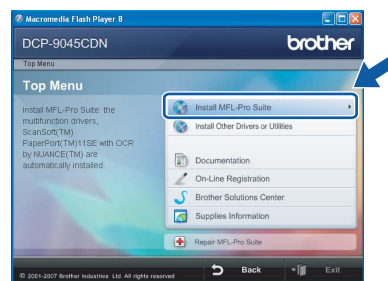 Macromedia Flash Player 8
DCP-9045CDN
brother
Top Menu
Top Menu
Install MFL-Pro Suite: the
multifunction drivers,
ScanSoft(TM)
PaperPort(TM)11SE with OCR
by NUANCE(TM) are
automatically installed.
Install MFL-Pro Suite
Install Other Drivers or Utilities
Documentation
On-Line Registration
Brother Solutions Center
Supplies Information
Repair MFL-Pro Suite
© 2001-2007 Brother Industries Ltd. All rights reserved
Back
Exit